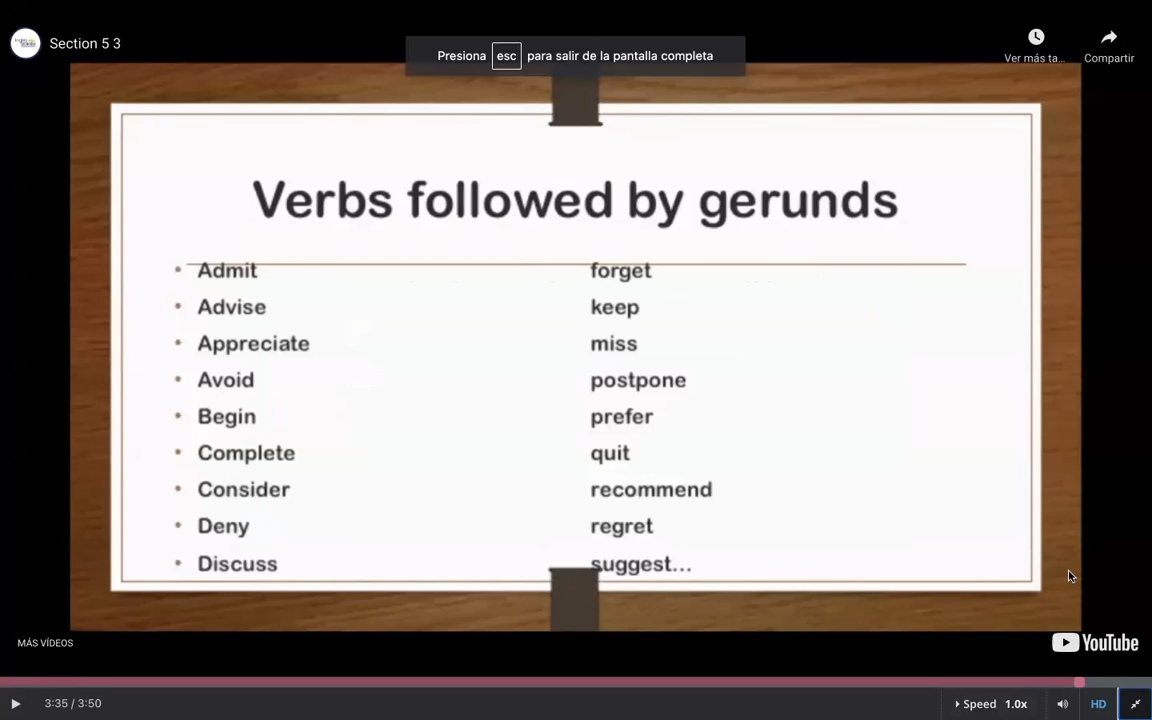 Section 5 3
Presiona esc para salir de la pantalla completa
Ver más ta...
Compartir
Verbs followed by gerunds
• Admit forget
• Advise keep
• Appreciate miss
• Avoid postpone
• Begin prefer
• Complete quit
• Consider recommend
• Deny regret
• Discuss suggest...
MÁS VÍDEOS
YouTube
3:35 / 3:50
Speed 1.0x
HD